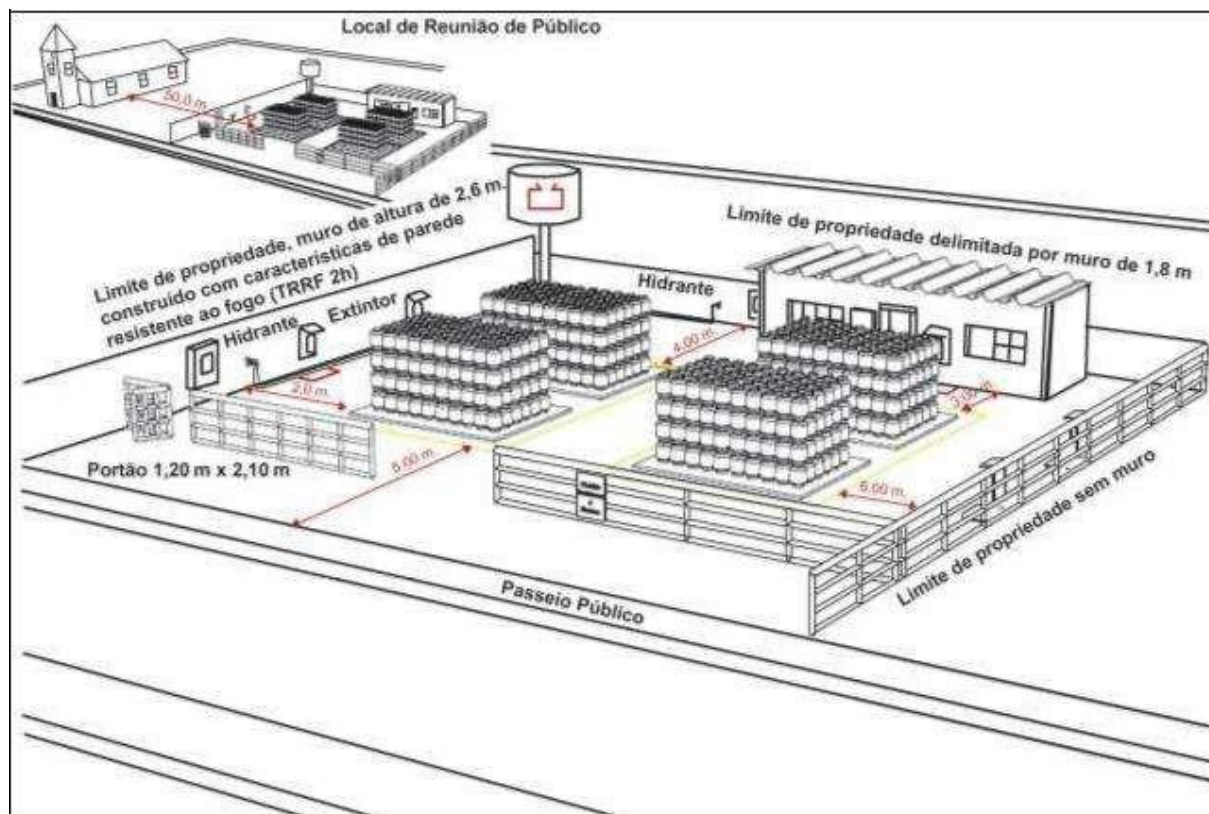 Local de Reunião de Público
50,0 m.
Limite de propriedade, muro de altura de 2,6 m
construido com características de parede
resistente ao fogo (TRRF 2h)
Limite de propriedade delimitada por muro de 1,8 m
Hidrante
Extintor
Hidrante
4,00 m.
2,0 m.
3,00 m.
Portão 1,20 m x 2,10 m
5,00 m.
6,00 m.
Limite de propriedade sem muro
Passeio Público